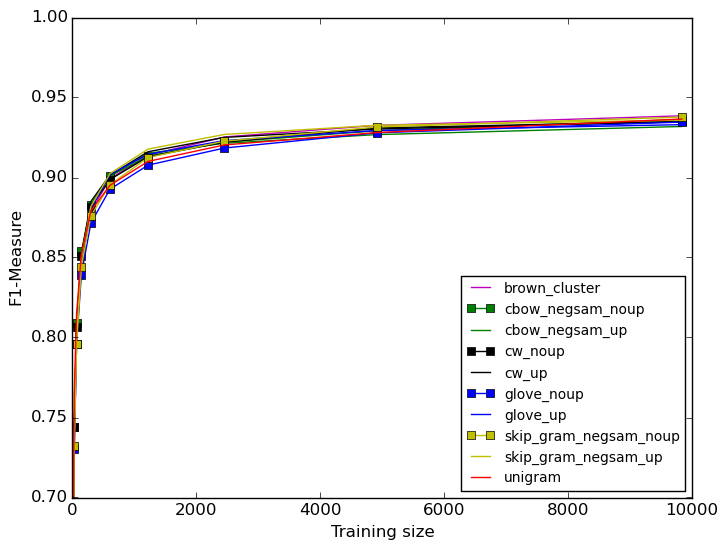 1.00
0.95
0.90
0.85
0.80
0.75
0.70
F1-Measure
0
2000
4000
6000
8000
10000
Training size
brown_cluster
cbow_negsam_noup
cbow_negsam_up
cw_noup
cw_up
glove_noup
glove_up
skip_gram_negsam_noup
skip_gram_negsam_up
unigram